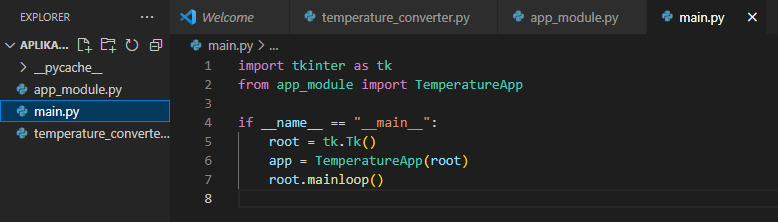 EXPLORER
APLIKA...
__pycache__
app_module.py
main.py
temperature_converte...
Welcome
temperature_converter.py
app_module.py
main.py
main.py > ...
1 import tkinter as tk
2 from app_module import TemperatureApp
3
4 if __name__ == "__main__":
5     root = tk.Tk()
6     app = TemperatureApp(root)
7     root.mainloop()
8